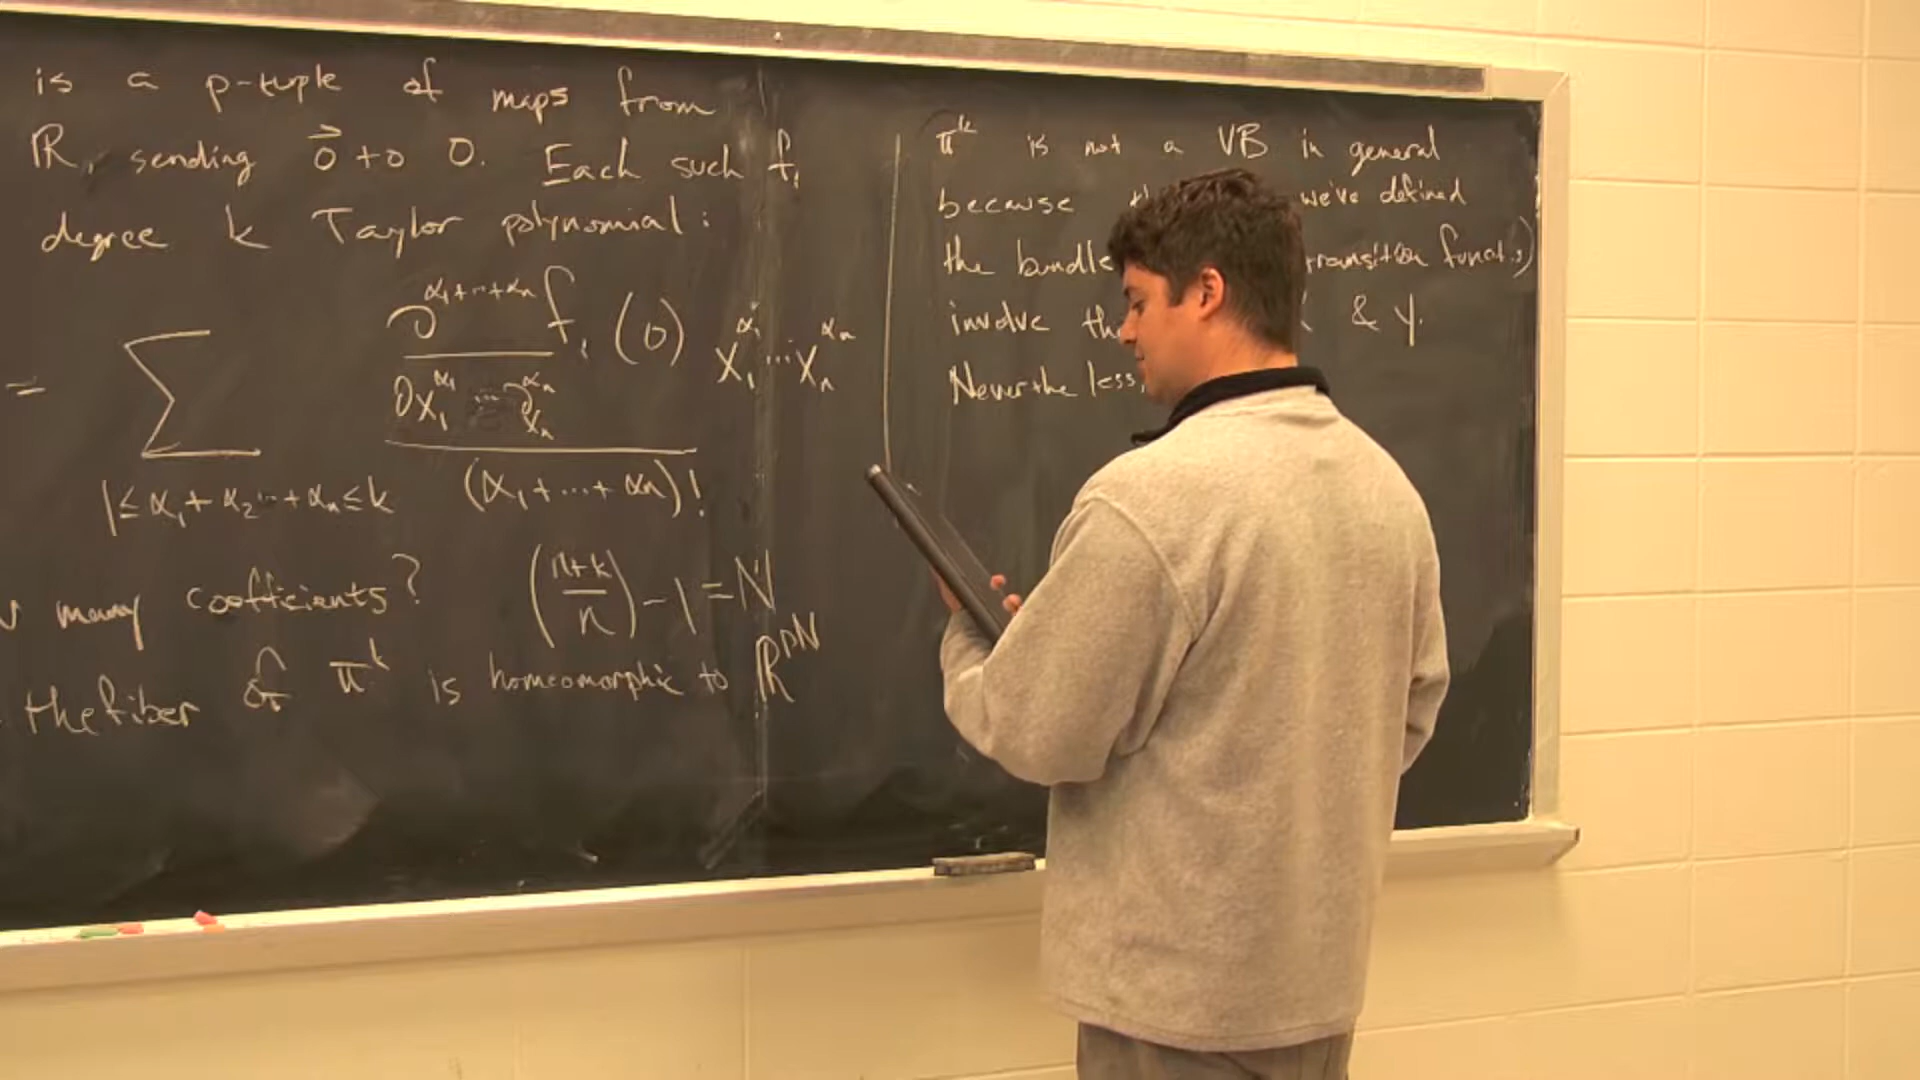 is a p-tuple of maps from
ℝ, sending 0⃗ to 0. Each such f₁
degree k Taylor polynomial:
= ∑ ∂^{α₁+...+αₙ} f₁ (0) x₁^{α₁}...xₙ^{αₙ}
∂x₁^{α₁} ... ∂xₙ^{αₙ}
1≤α₁+α₂...+αₙ≤k (α₁+...+αₙ)!
many coefficients? (n+k / n) - 1 = N
the fiber of π^k is homeomorphic to ℝ^{pN}
π^k is not a VB in general
because we've defined
the bundle transition funct.s)
involve & y.
Nevertheless,